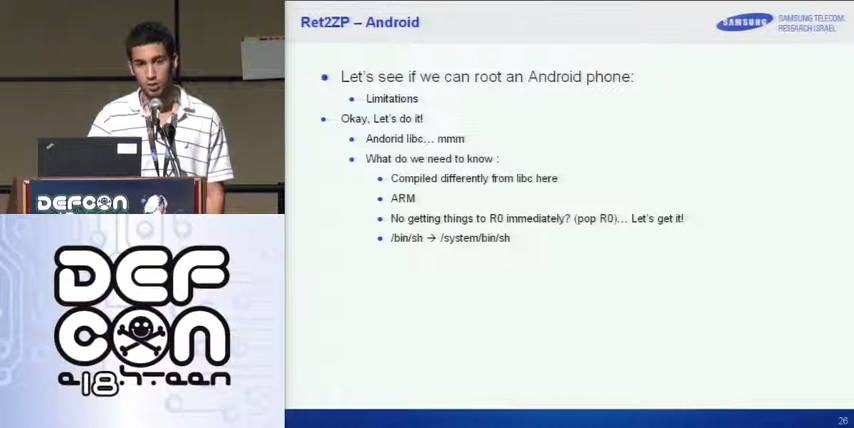 Ret2ZP – Android
SAMSUNG
SAMSUNG TELECOM
RESEARCH ISRAEL
• Let's see if we can root an Android phone:
• Limitations
• Okay, Let's do it!
• Andorid libc… mmm
• What do we need to know :
• Compiled differently from libc here
• ARM
• No getting things to R0 immediately? (pop R0)… Let's get it!
• /bin/sh → /system/bin/sh
26
DEFCON
DEF
CON
e18.h-teen